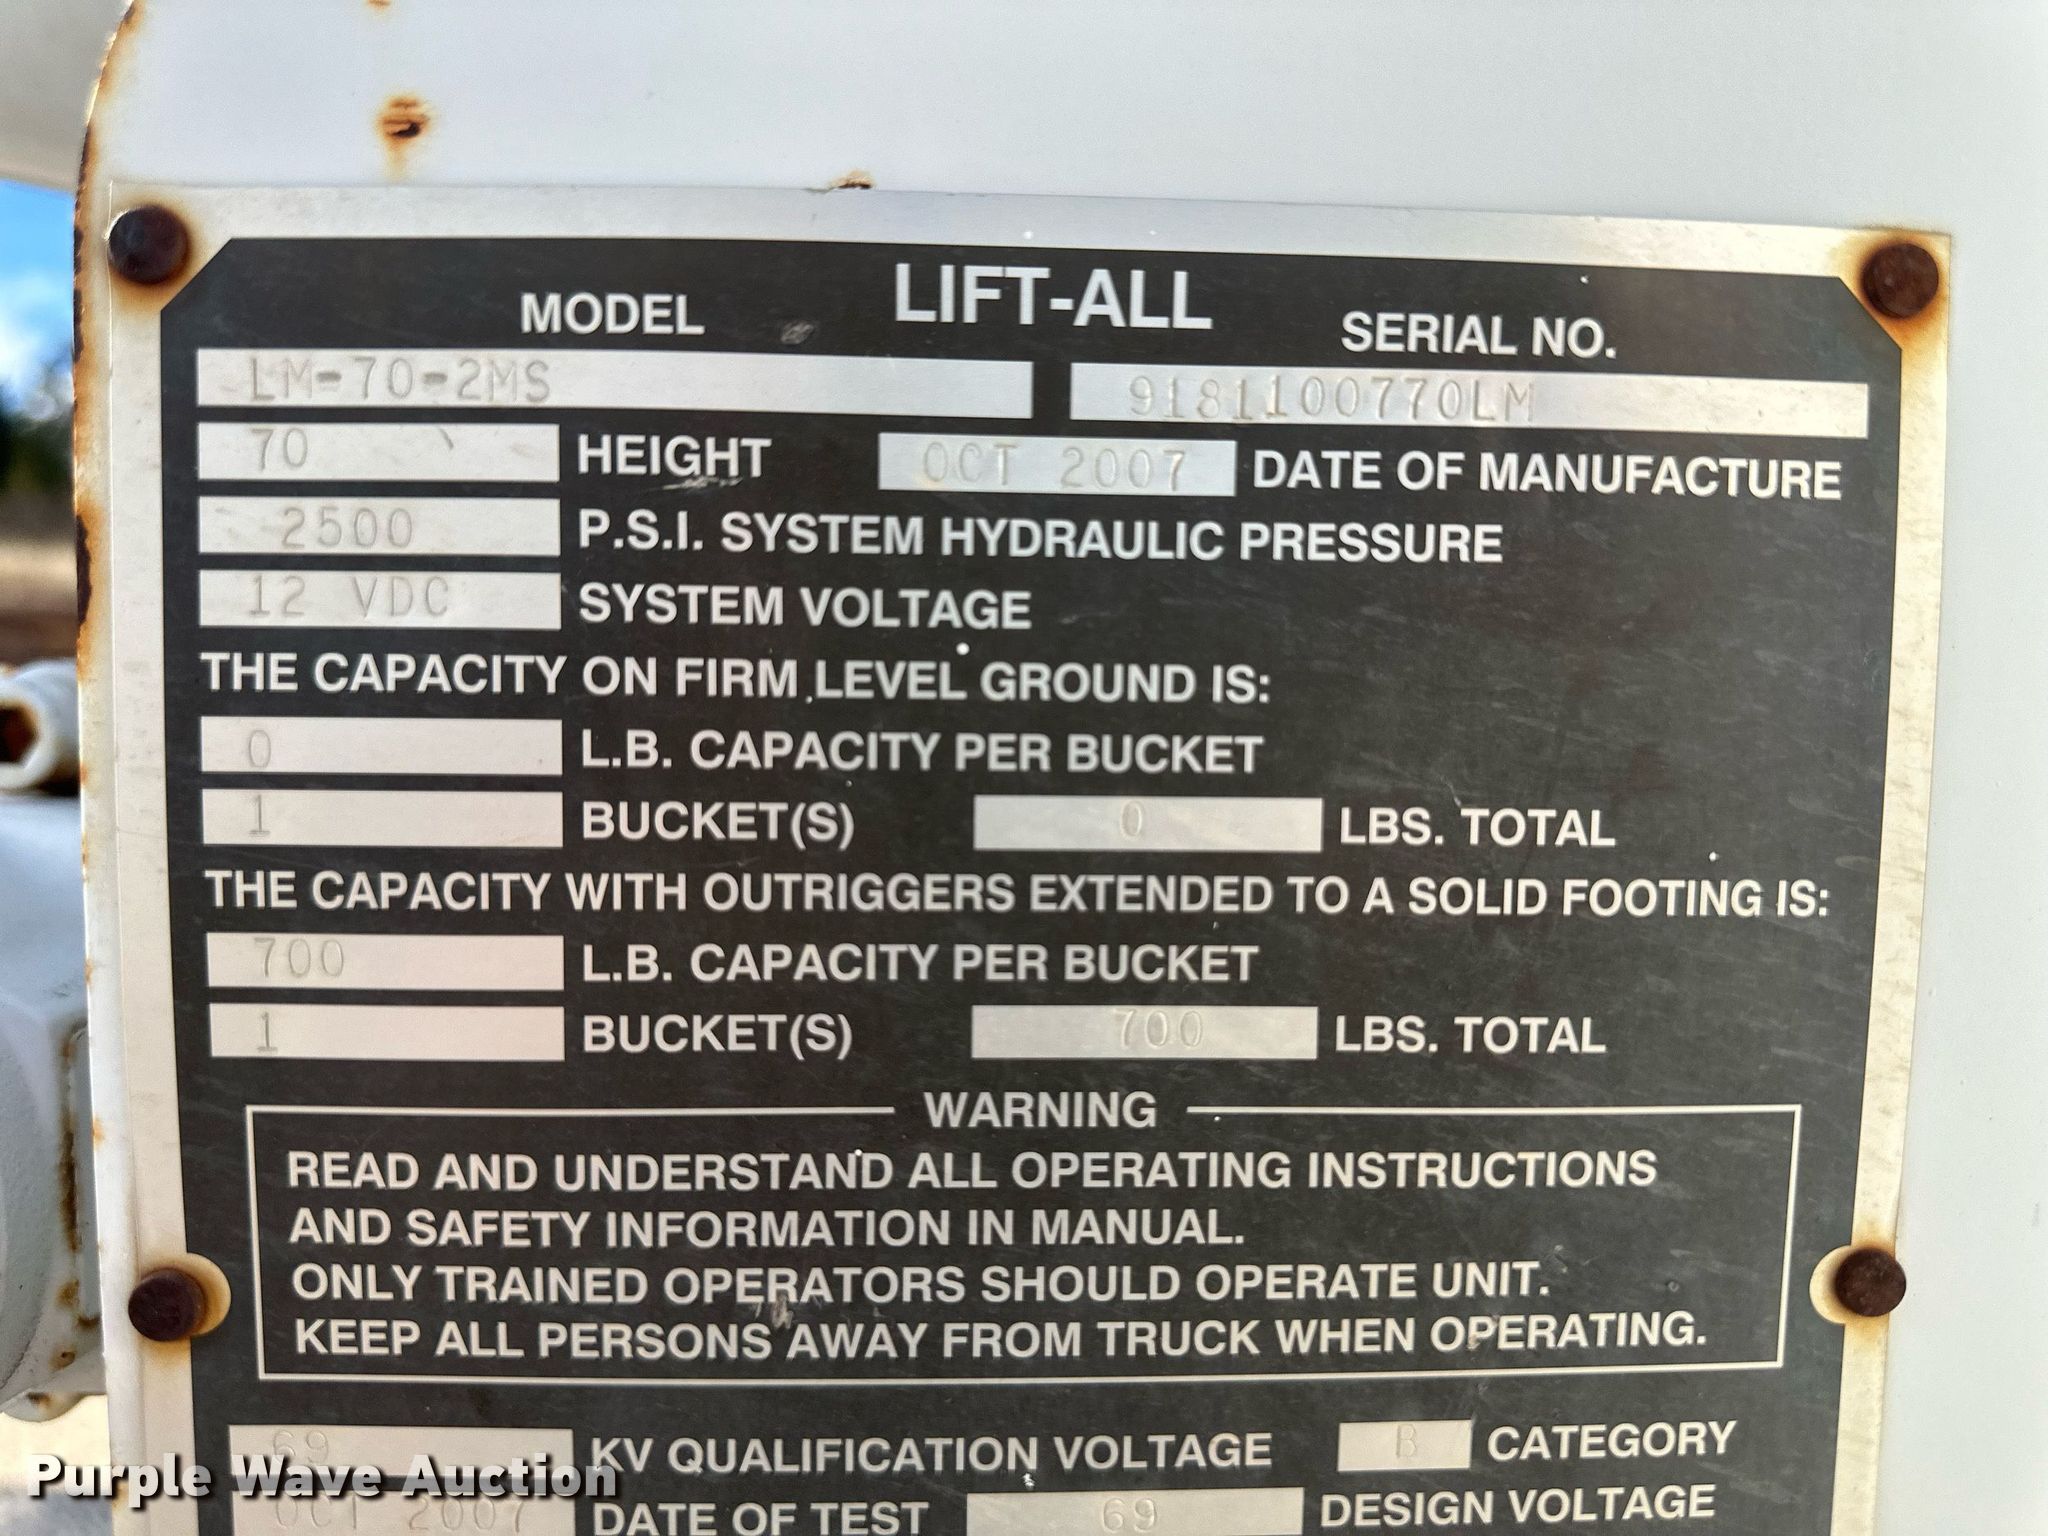 LIFT-ALL
MODEL SERIAL NO.
LM-70-2MS 9181100770LM
70 HEIGHT OCT 2007 DATE OF MANUFACTURE
2500 P.S.I. SYSTEM HYDRAULIC PRESSURE
12 VDC SYSTEM VOLTAGE
THE CAPACITY ON FIRM LEVEL GROUND IS:
0 L.B. CAPACITY PER BUCKET
1 BUCKET(S) 0 LBS. TOTAL
THE CAPACITY WITH OUTRIGGERS EXTENDED TO A SOLID FOOTING IS:
700 L.B. CAPACITY PER BUCKET
1 BUCKET(S) 700 LBS. TOTAL
WARNING
READ AND UNDERSTAND ALL OPERATING INSTRUCTIONS
AND SAFETY INFORMATION IN MANUAL.
ONLY TRAINED OPERATORS SHOULD OPERATE UNIT.
KEEP ALL PERSONS AWAY FROM TRUCK WHEN OPERATING.
69 KV QUALIFICATION VOLTAGE B CATEGORY
OCT 2007 DATE OF TEST 69 DESIGN VOLTAGE
Purple Wave Auction